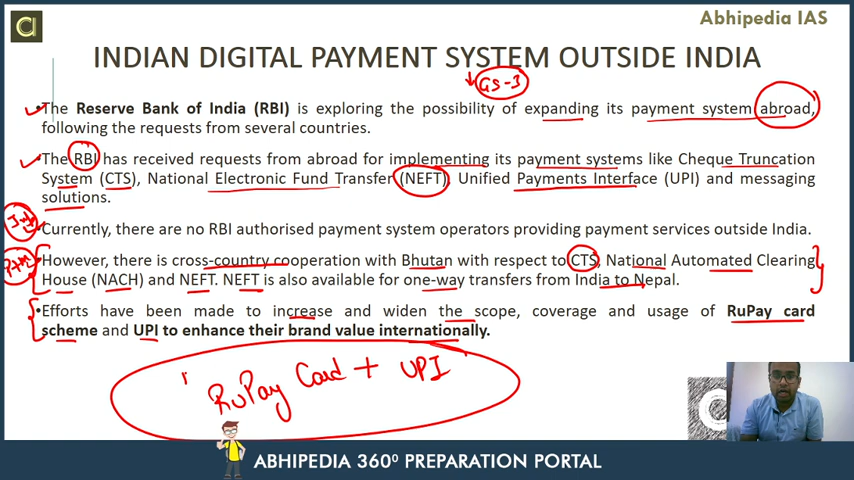 Abhipedia IAS
INDIAN DIGITAL PAYMENT SYSTEM OUTSIDE INDIA
GS-3
•The Reserve Bank of India (RBI) is exploring the possibility of expanding its payment system abroad,
following the requests from several countries.
•The RBI has received requests from abroad for implementing its payment systems like Cheque Truncation
System (CTS), National Electronic Fund Transfer (NEFT), Unified Payments Interface (UPI) and messaging
solutions.
•Currently, there are no RBI authorised payment system operators providing payment services outside India.
•However, there is cross-country cooperation with Bhutan with respect to CTS, National Automated Clearing
House (NACH) and NEFT. NEFT is also available for one-way transfers from India to Nepal.
•Efforts have been made to increase and widen the scope, coverage and usage of RuPay card
scheme and UPI to enhance their brand value internationally.
RuPay Card + UPI
ABHIPEDIA 360⁰ PREPARATION PORTAL